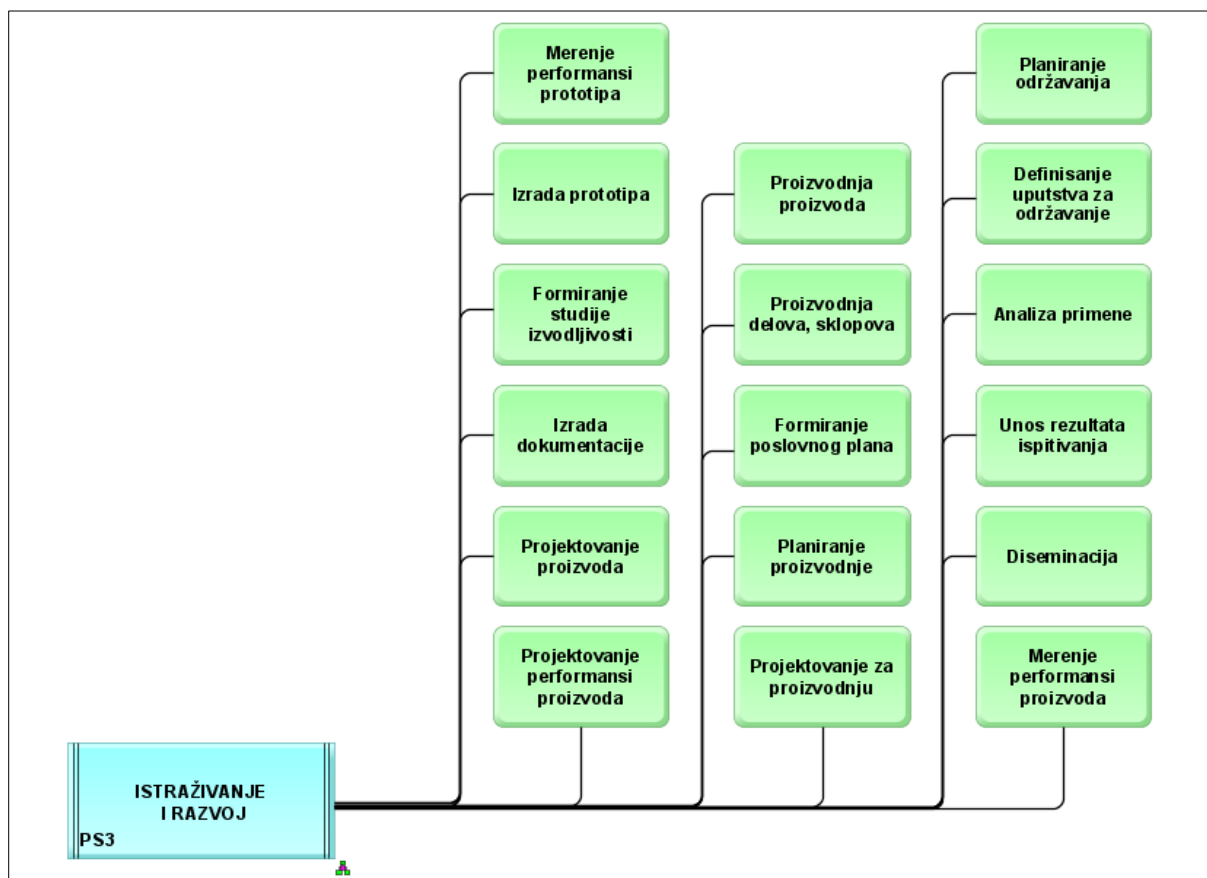 Merenje
performansi
prototipa
Izrada prototipa
Formiranje
studije
izvodljivosti
Izrada
dokumentacije
Projektovanje
proizvoda
Projektovanje
performansi
proizvoda
Proizvodnja
proizvoda
Proizvodnja
delova, sklopova
Formiranje
poslovnog plana
Planiranje
proizvodnje
Projektovanje za
proizvodnju
Planiranje
održavanja
Definisanje
uputstva za
održavanje
Analiza primene
Unos rezultata
ispitivanja
Diseminacija
Merenje
performansi
proizvoda
ISTRAŽIVANJE
I RAZVOJ
PS3